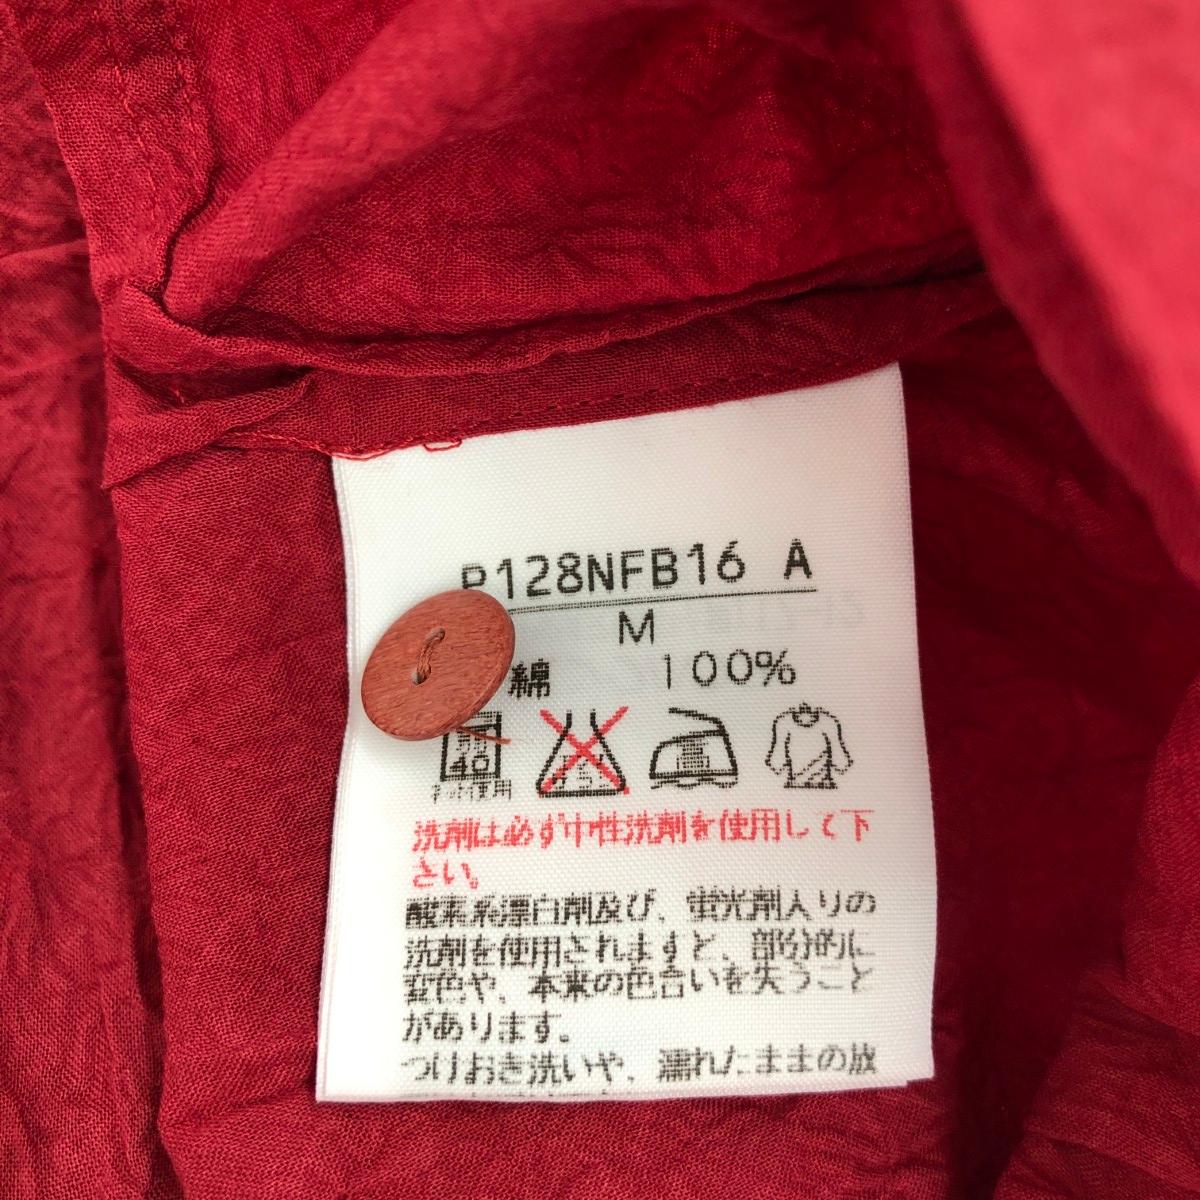 P128NFB16 A
M
綿 100%
40
ネット使用
洗剤は必ず中性洗剤を使用して下
さい。
酸素系漂白剤及び、蛍光剤入りの
洗剤を使用されますと、部分的に
変色や、本来の色合いを失うこと
があります。
つけおき洗いや、濡れたままの放